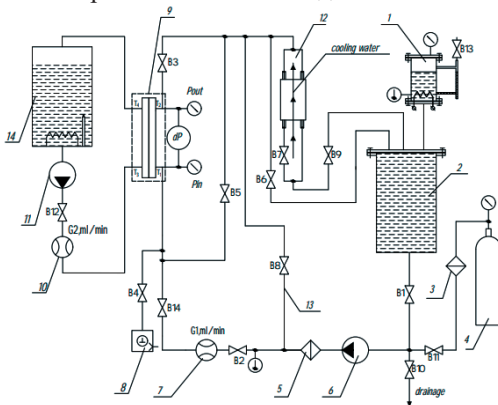 9
12
1
B13
B3
cooling water
Pout
14
T4
T2
dP
T3
T1
Pin
B7
B9
B6
2
B5
11
B12
G2,ml/min
10
B4
B14
B8
13
B1
3
B11
4
G1,ml/min
B2
B10
8
7
5
6
drainage